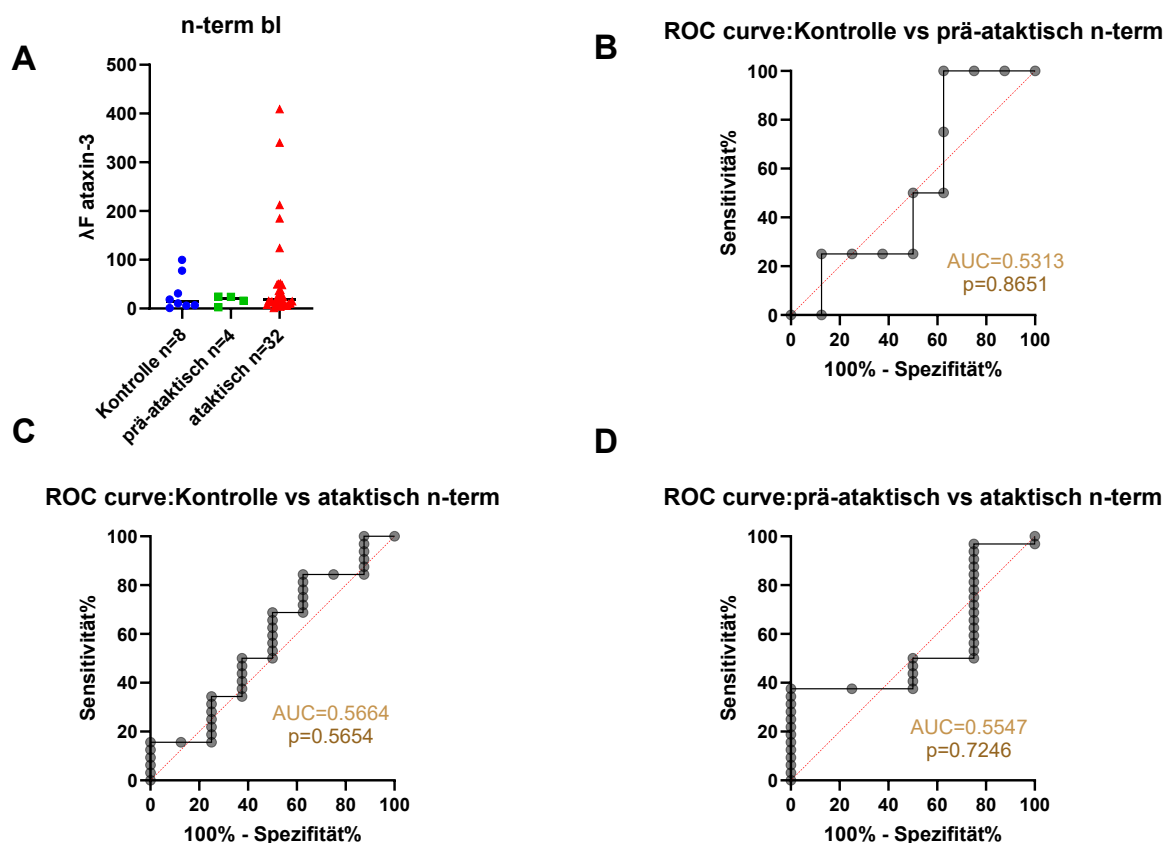 n-term bl
A
500
400
300
200
100
0
λF ataxin-3
Kontrolle n=8
prä-ataktisch n=4
ataktisch n=32
B
ROC curve:Kontrolle vs prä-ataktisch n-term
100
80
60
40
20
0
Sensitivität%
AUC=0.5313
p=0.8651
0 20 40 60 80 100
100% - Spezifität%
C
ROC curve:Kontrolle vs ataktisch n-term
100
80
60
40
20
0
Sensitivität%
AUC=0.5664
p=0.5654
0 20 40 60 80 100
100% - Spezifität%
D
ROC curve:prä-ataktisch vs ataktisch n-term
100
80
60
40
20
0
Sensitivität%
AUC=0.5547
p=0.7246
0 20 40 60 80 100
100% - Spezifität%